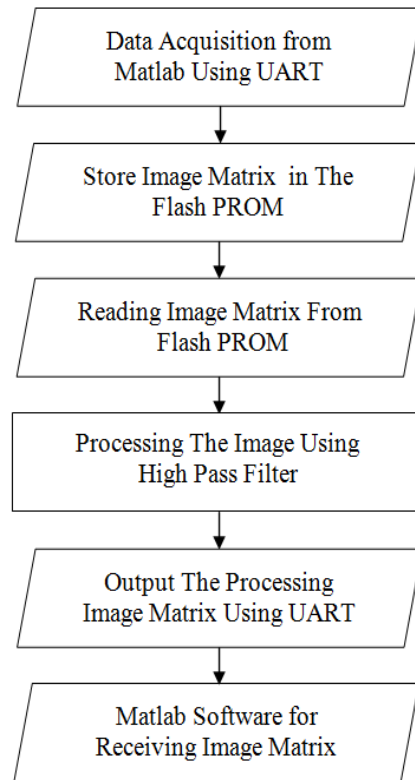 Data Acquisition from
Matlab Using UART
Store Image Matrix in The
Flash PROM
Reading Image Matrix From
Flash PROM
Processing The Image Using
High Pass Filter
Output The Processing
Image Matrix Using UART
Matlab Software for
Receiving Image Matrix